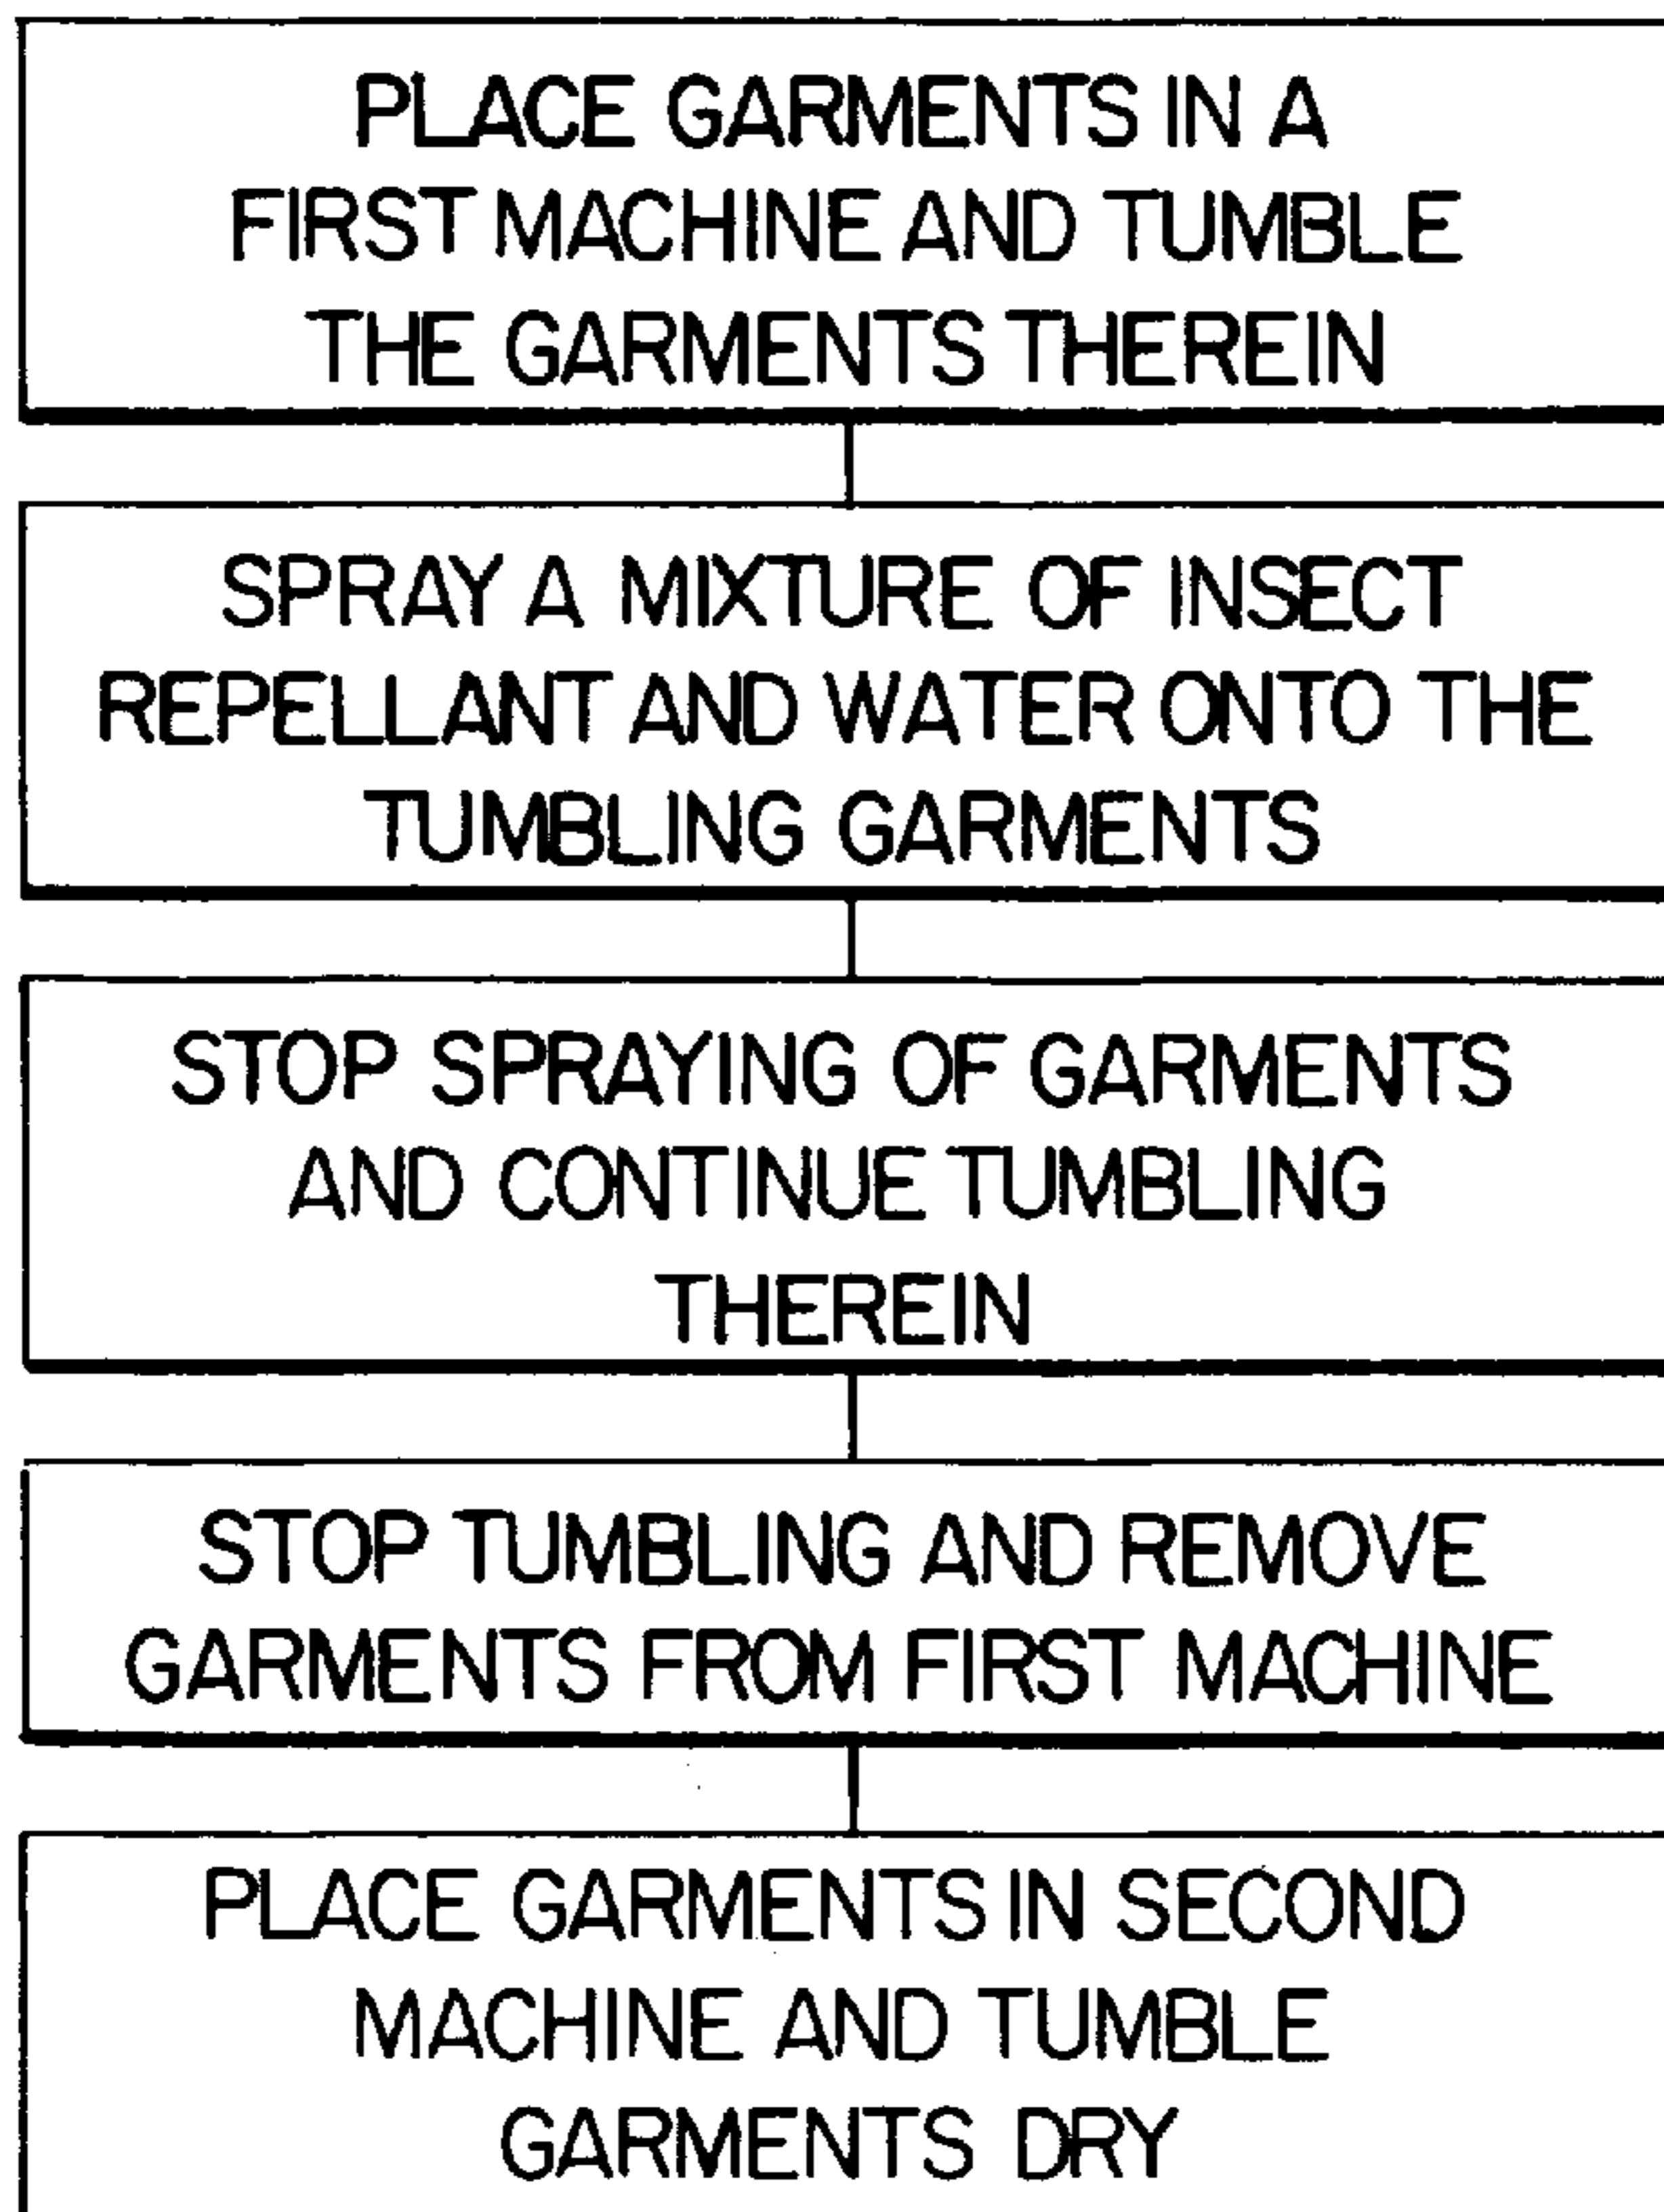 PLACE GARMENTS IN A
FIRST MACHINE AND TUMBLE
THE GARMENTS THEREIN
SPRAY A MIXTURE OF INSECT
REPELLANT AND WATER ONTO THE
TUMBLING GARMENTS
STOP SPRAYING OF GARMENTS
AND CONTINUE TUMBLING
THEREIN
STOP TUMBLING AND REMOVE
GARMENTS FROM FIRST MACHINE
PLACE GARMENTS IN SECOND
MACHINE AND TUMBLE
GARMENTS DRY